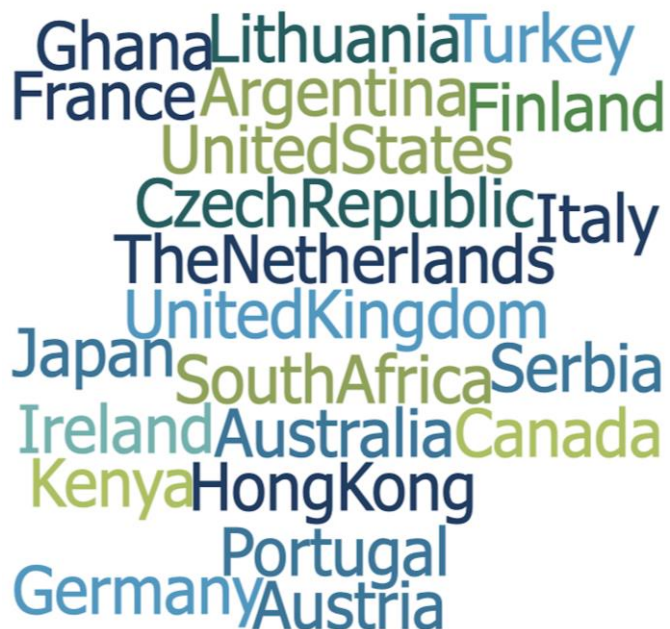 Ghana Lithuania Turkey
France Argentina Finland
UnitedStates
CzechRepublic Italy
TheNetherlands
UnitedKingdom
Japan SouthAfrica Serbia
Ireland Australia Canada
Kenya HongKong
Portugal
Germany Austria